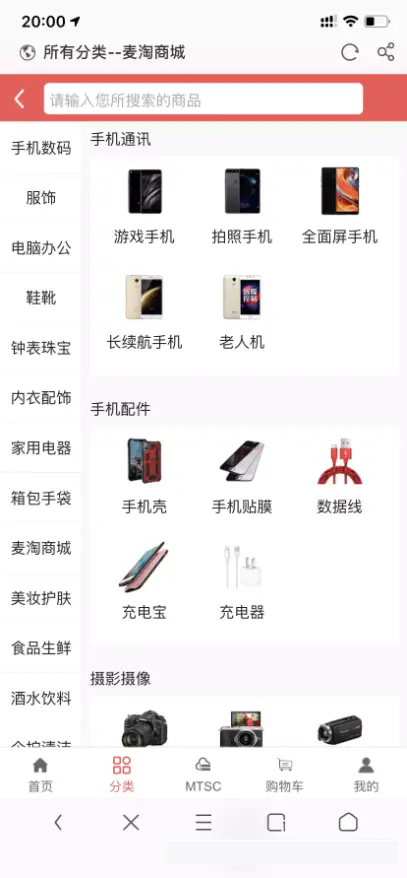 20:00
所有分类--麦淘商城
请输入您所搜索的商品
手机数码
服饰
电脑办公
鞋靴
钟表珠宝
内衣配饰
家用电器
箱包手袋
麦淘商城
美妆护肤
食品生鲜
酒水饮料
个护清洁
手机通讯
游戏手机
拍照手机
全面屏手机
长续航手机
老人机
手机配件
手机壳
手机贴膜
数据线
充电宝
充电器
摄影摄像
首页
分类
MTSC
购物车
我的